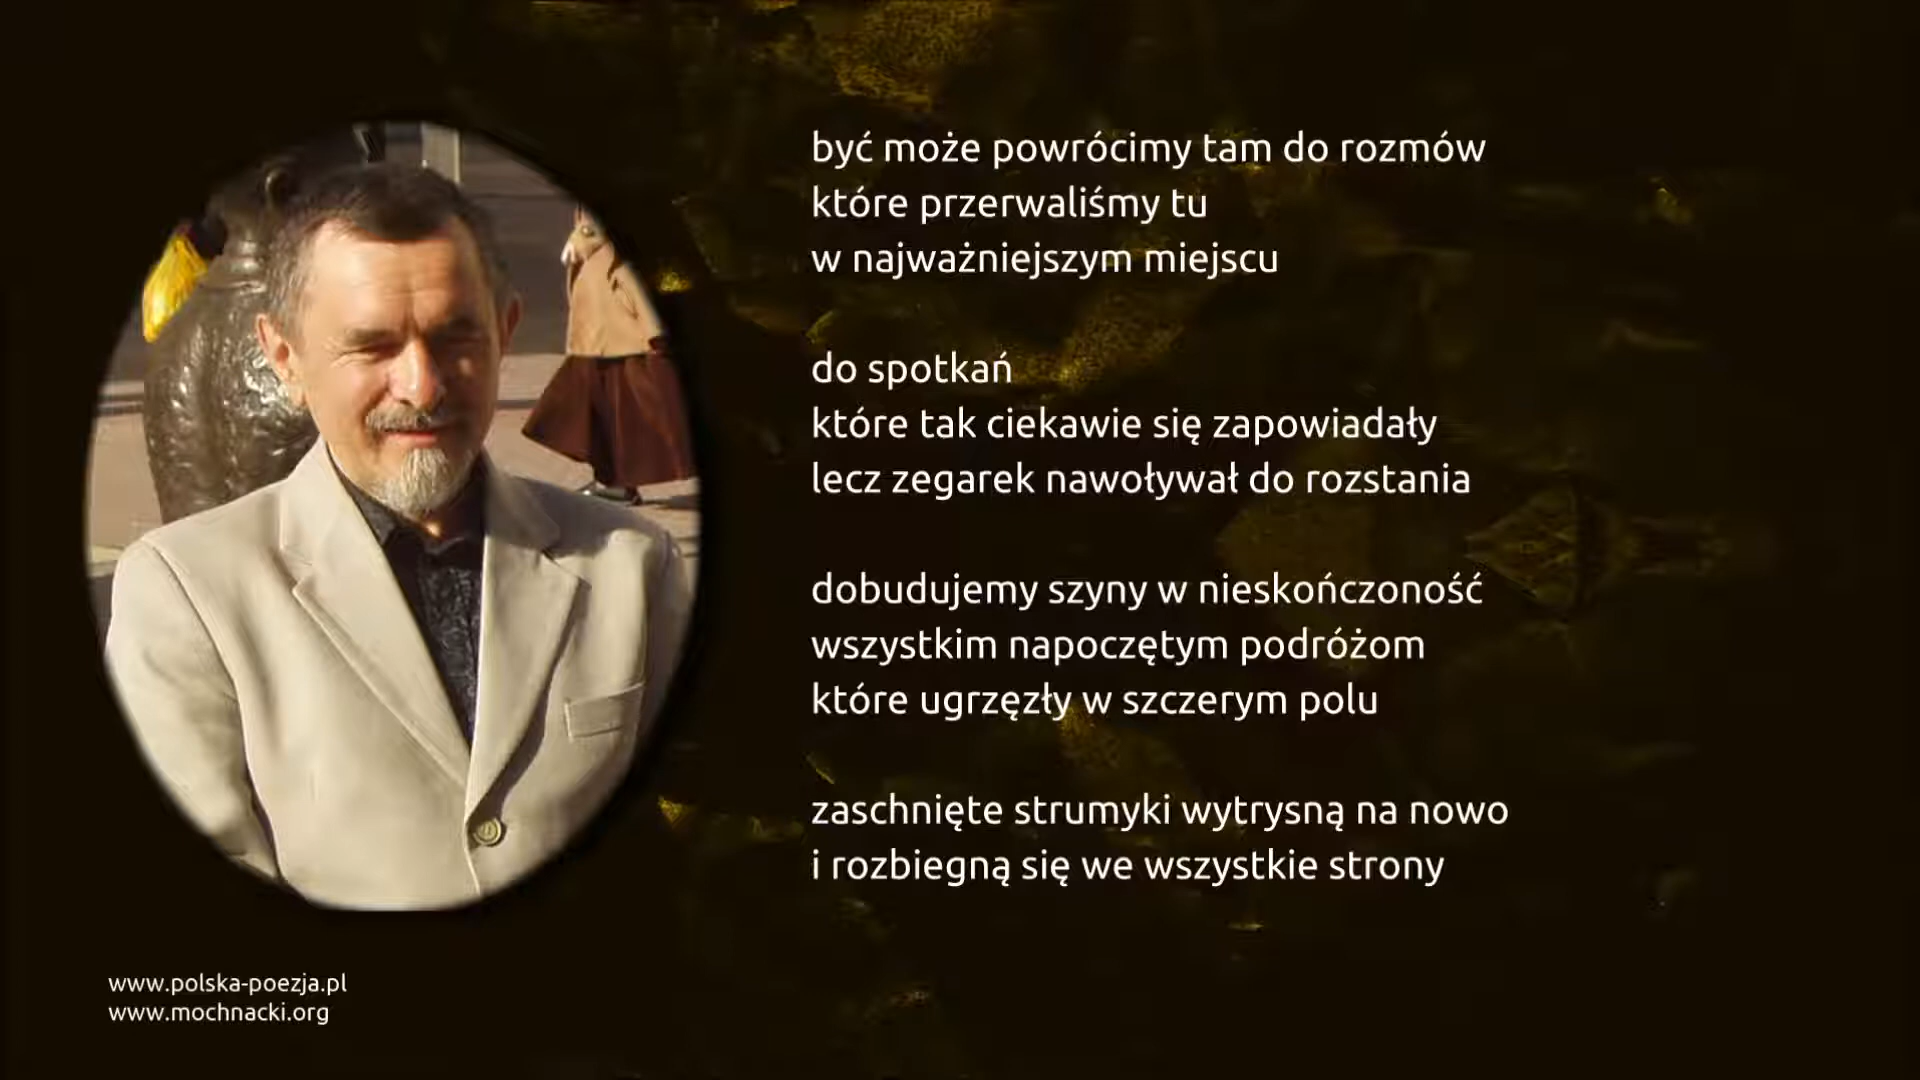 być może powrócimy tam do rozmów
które przerwaliśmy tu
w najważniejszym miejscu
do spotkań
które tak ciekawie się zapowiadały
lecz zegarek nawoływał do rozstania
dobudujemy szyny w nieskończoność
wszystkim napoczętym podróżom
które ugrzęzły w szczerym polu
zaschnięte strumyki wytrysną na nowo
i rozbiegną się we wszystkie strony
www.polska-poezja.pl
www.mochnacki.org